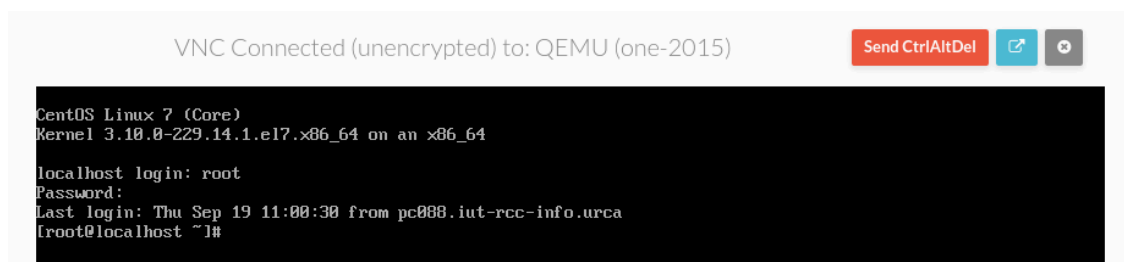 VNC Connected (unencrypted) to: QEMU (one-2015)
Send CtrlAltDel
CentOS Linux 7 (Core)
Kernel 3.10.0-229.14.1.el7.x86_64 on an x86_64
localhost login: root
Password:
Last login: Thu Sep 19 11:00:30 from pc088.iut-rcc-info.urca
[root@localhost ~]#